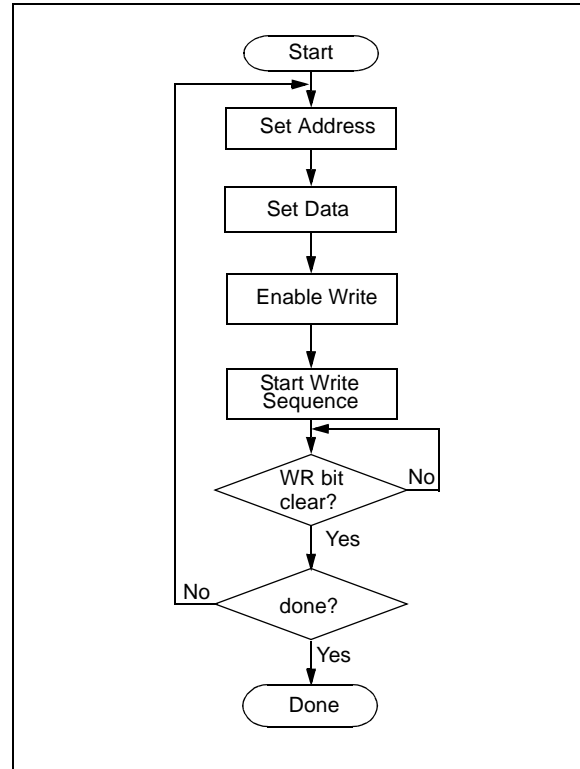 Start
Set Address
Set Data
Enable Write
Start Write
Sequence
WR bit
clear?
No
Yes
No
done?
Yes
Done